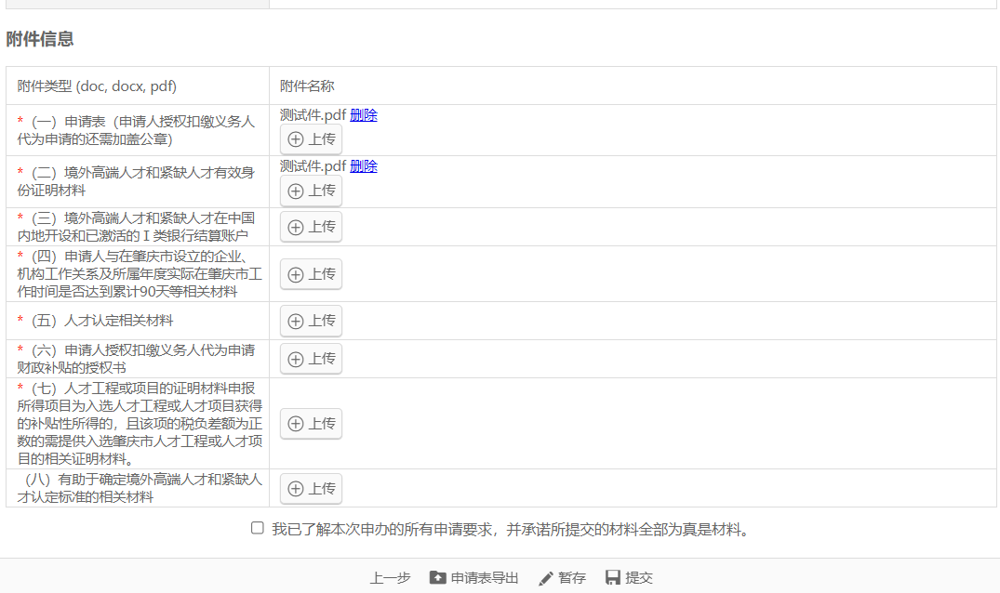 附件信息
附件类型 (doc, docx, pdf)
附件名称
* （一）申请表（申请人授权扣缴义务人
代为申请的还需加盖公章）
测试件.pdf 删除
上传
* （二）境外高端人才和紧缺人才有效身
份证明材料
测试件.pdf 删除
上传
* （三）境外高端人才和紧缺人才在中国
内地开设和已激活的Ⅰ类银行结算账户
上传
* （四）申请人与在肇庆市设立的企业、
机构工作关系及所属年度实际在肇庆市工
作时间是否达到累计90天等相关材料
上传
* （五）人才认定相关材料
上传
* （六）申请人授权扣缴义务人代为申请
财政补贴的授权书
上传
* （七）人才工程或项目的证明材料申报
所得项目为入选人才工程或人才项目获得
的补贴性所得的，且该项的税负差额为正
数的需提供入选肇庆市人才工程或人才项
目的相关证明材料。
上传
（八）有助于确定境外高端人才和紧缺人
才认定标准的相关材料
上传
我已了解本次申办的所有申请要求，并承诺所提交的材料全部为真是材料。
上一步 申请表导出 暂存 提交